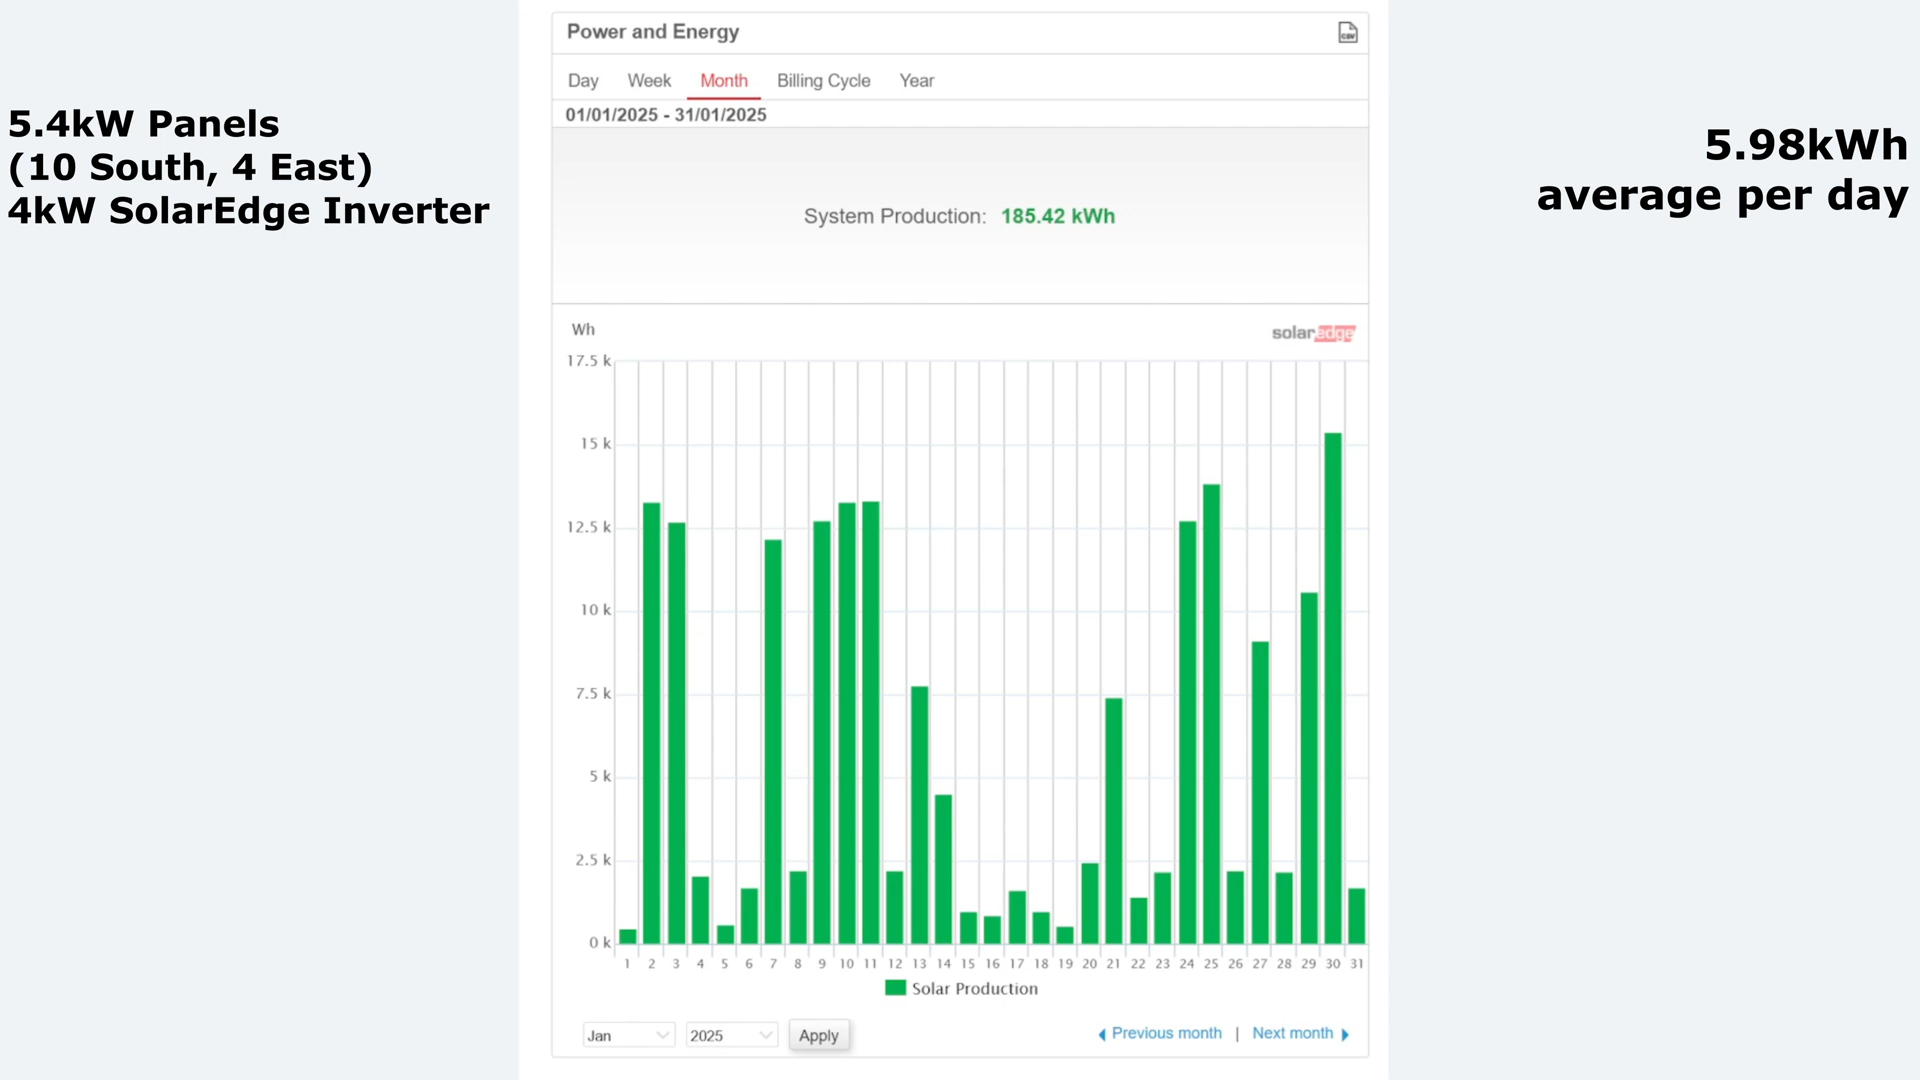 Power and Energy
CSV
Day Week Month Billing Cycle Year
01/01/2025 - 31/01/2025
5.4kW Panels
(10 South, 4 East)
4kW SolarEdge Inverter
5.98kWh
average per day
System Production: 185.42 kWh
Wh
solaredge
17.5 k
15 k
12.5 k
10 k
7.5 k
5 k
2.5 k
0 k
1 2 3 4 5 6 7 8 9 10 11 12 13 14 15 16 17 18 19 20 21 22 23 24 25 26 27 28 29 30 31
Solar Production
Jan 2025 Apply Previous month | Next month